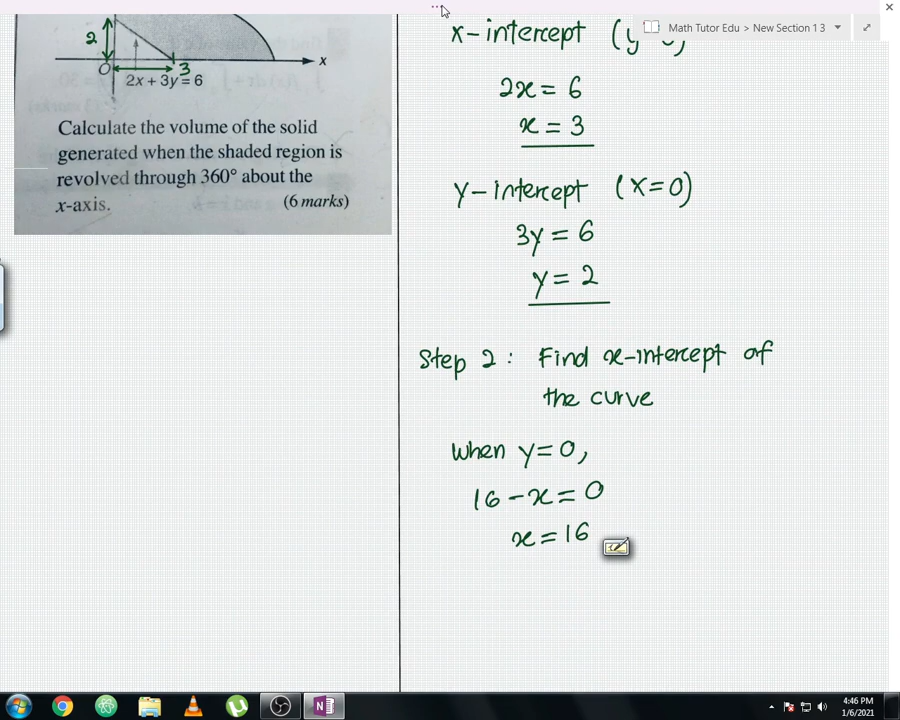 Math Tutor Edu > New Section 1 3
2
O
3
x
2x + 3y = 6
Calculate the volume of the solid
generated when the shaded region is
revolved through 360° about the
x-axis. (6 marks)
x-intercept (y
2x = 6
x = 3
y-intercept (x=0)
3y = 6
y = 2
Step 2 : Find x-intercept of
the curve
When y=0,
16 - x = 0
x = 16
4:46 PM
1/6/2021